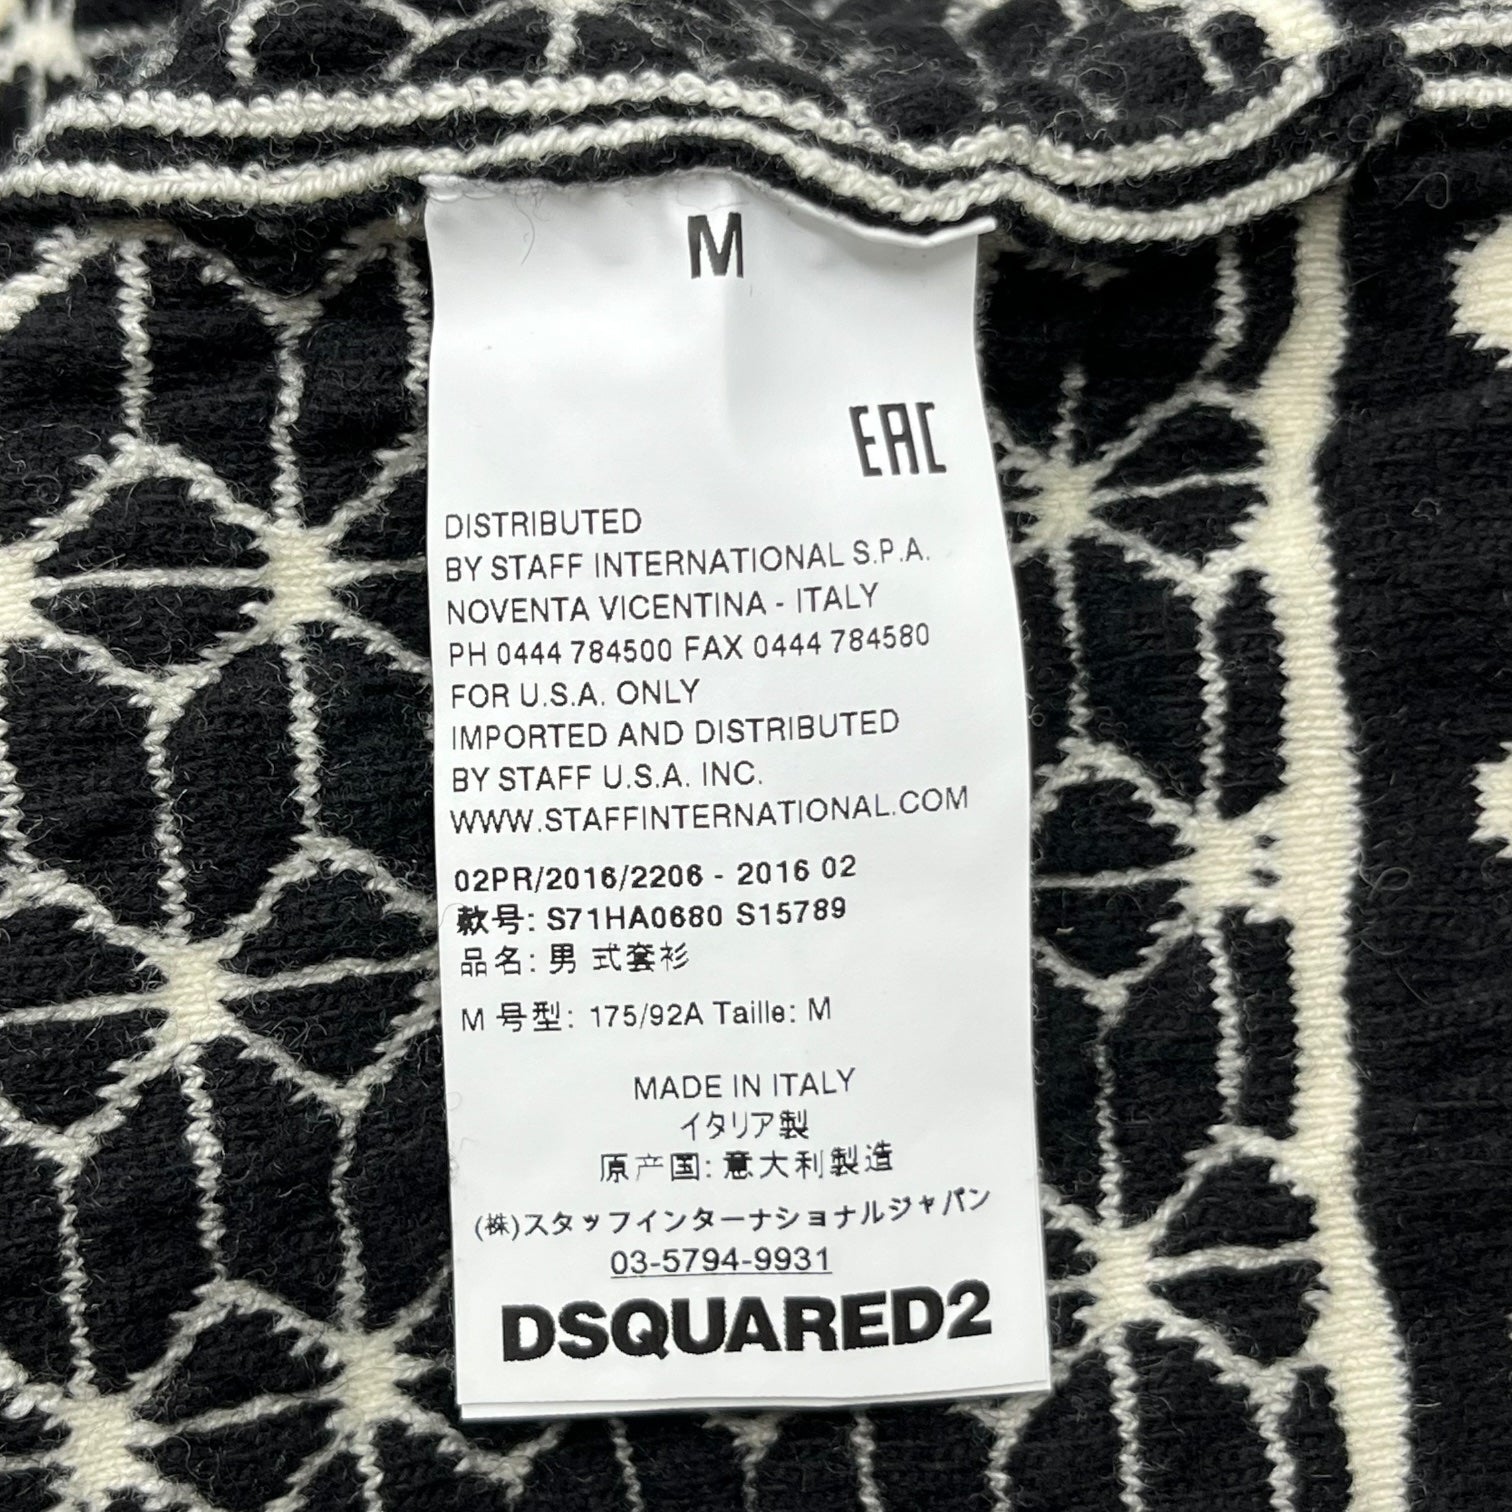 M
EAC
DISTRIBUTED
BY STAFF INTERNATIONAL S.P.A.
NOVENTA VICENTINA - ITALY
PH 0444 784500 FAX 0444 784580
FOR U.S.A. ONLY
IMPORTED AND DISTRIBUTED
BY STAFF U.S.A. INC.
WWW.STAFFINTERNATIONAL.COM
02PR/2016/2206 - 2016 02
款号: S71HA0680 S15789
品名: 男 式套衫
M 号型: 175/92A Taille: M
MADE IN ITALY
イタリア製
原产国: 意大利製造
(株)スタッフインターナショナルジャパン
03-5794-9931
DSQUARED2